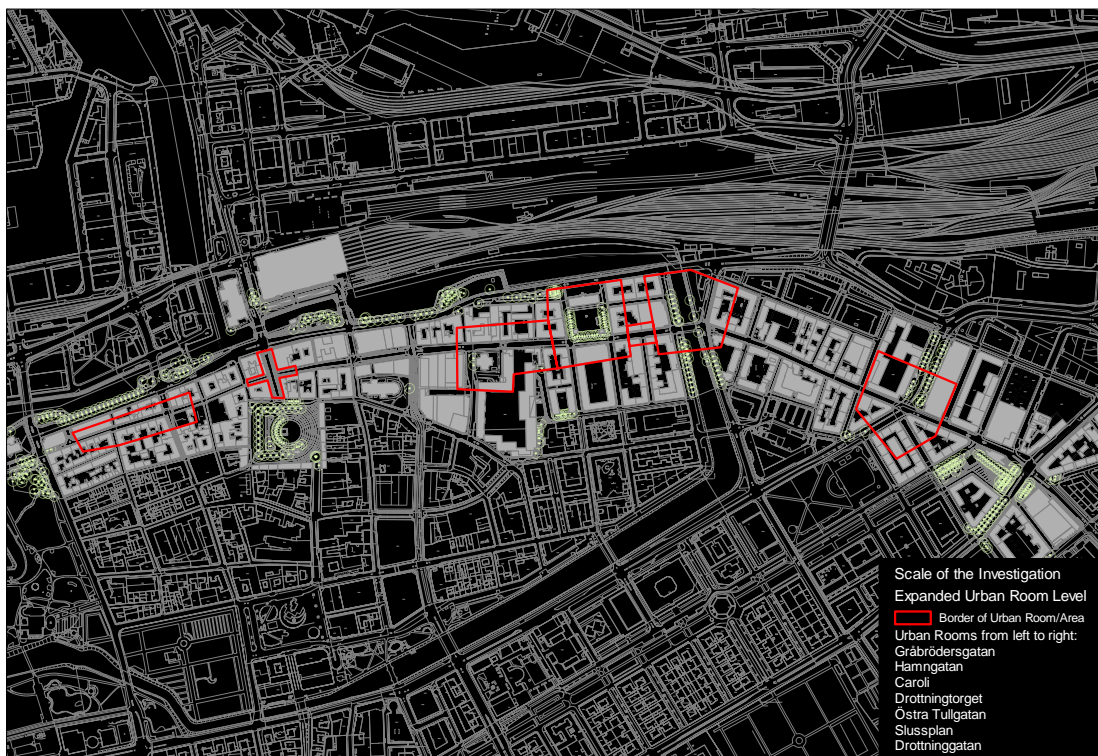 Scale of the Investigation
Expanded Urban Room Level
Border of Urban Room/Area
Urban Rooms from left to right:
Gråbrödersgatan
Hamngatan
Caroli
Drottningtorget
Östra Tullgatan
Slussplan
Drottninggatan